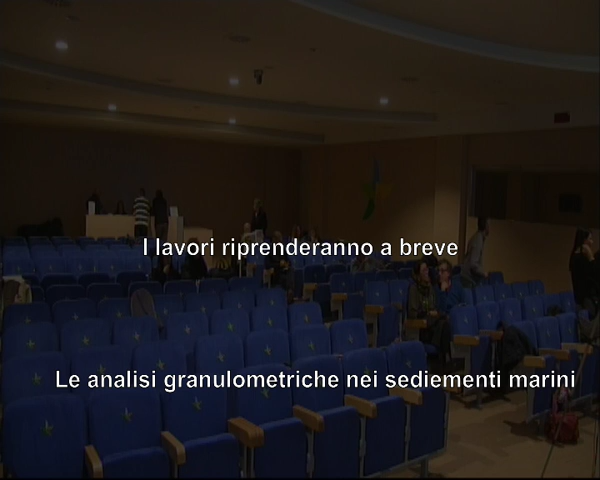 I lavori riprenderanno a breve
Le analisi granulometriche nei sediementi marini